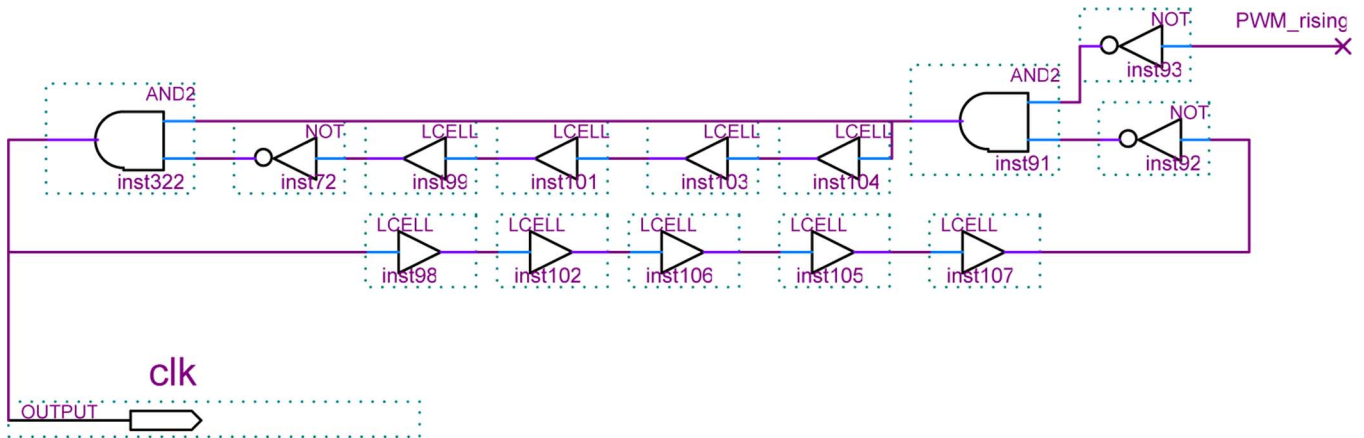 NOT
PWM_rising
inst93
AND2
AND2
NOT
NOT
LCELL
LCELL
LCELL
LCELL
inst91
inst92
inst322
inst72
inst99
inst101
inst103
inst104
LCELL
LCELL
LCELL
LCELL
LCELL
inst98
inst102
inst106
inst105
inst107
clk
OUTPUT